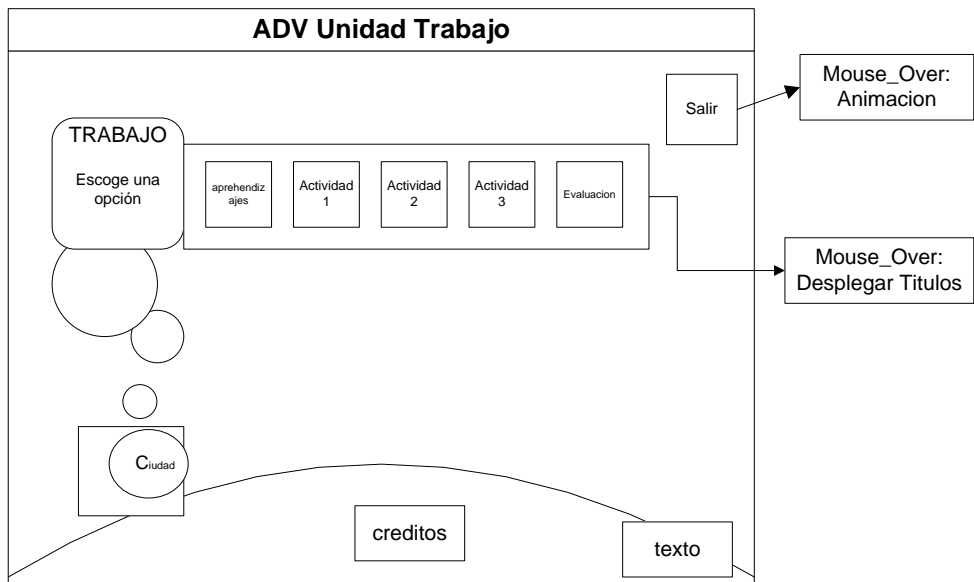 ADV Unidad Trabajo
Mouse_Over:
Animacion
Salir
TRABAJO
Escoge una
opción
aprehendiz
ajes
Actividad
1
Actividad
2
Actividad
3
Evaluacion
Mouse_Over:
Desplegar Titulos
Ciudad
creditos
texto